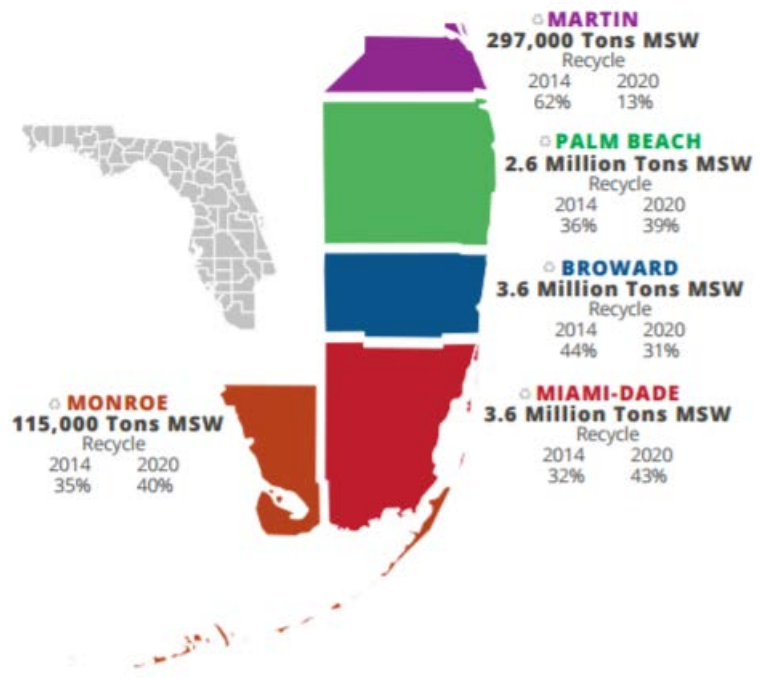 MARTIN
297,000 Tons MSW
Recycle
2014 2020
62% 13%
PALM BEACH
2.6 Million Tons MSW
Recycle
2014 2020
36% 39%
BROWARD
3.6 Million Tons MSW
Recycle
2014 2020
44% 31%
MIAMI-DADE
3.6 Million Tons MSW
Recycle
2014 2020
32% 43%
MONROE
115,000 Tons MSW
Recycle
2014 2020
35% 40%